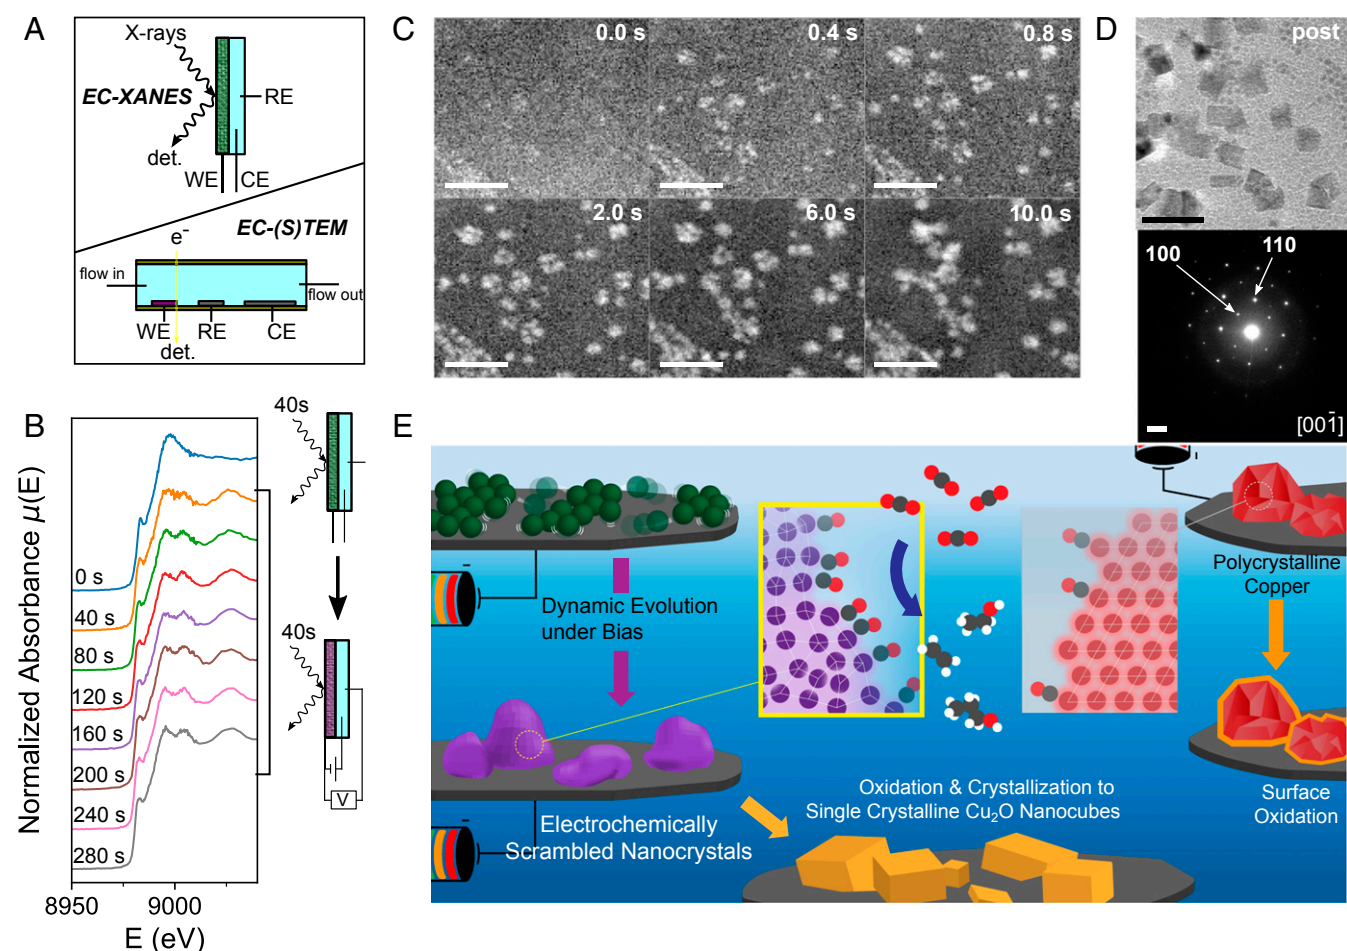 A
X-rays
EC-XANES
RE
det.
WE
CE
EC-(S)TEM
e-
flow in
flow out
WE
RE
CE
det.
B
Normalized Absorbance μ(E)
0 s
40 s
80 s
120 s
160 s
200 s
240 s
280 s
8950
9000
E (eV)
40s
40s
V
C
0.0 s
0.4 s
0.8 s
2.0 s
6.0 s
10.0 s
D
post
100
110
[001̄]
E
-
Dynamic Evolution
under Bias
-
Electrochemically
Scrambled Nanocrystals
Oxidation & Crystallization to
Single Crystalline Cu₂O Nanocubes
-
Polycrystalline
Copper
Surface
Oxidation